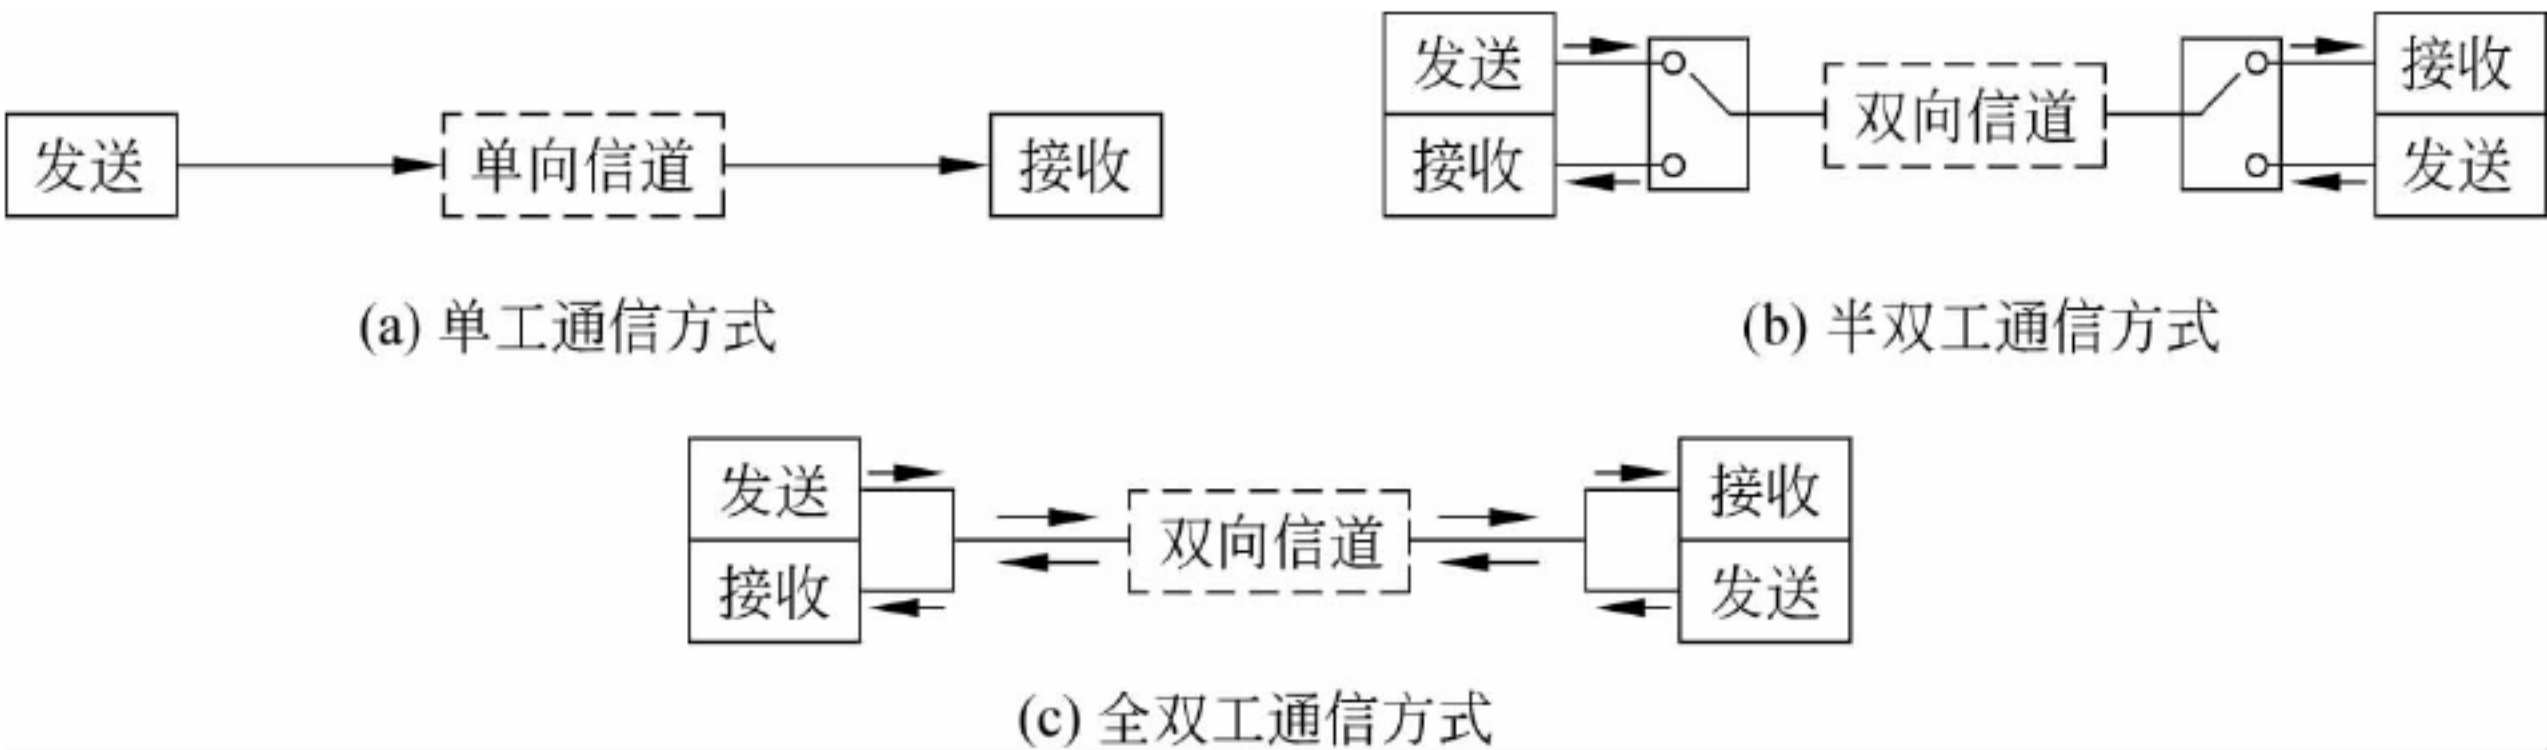 发送
单向信道
接收
(a) 单工通信方式
发送
接收
双向信道
接收
发送
(b) 半双工通信方式
发送
接收
双向信道
接收
发送
(c) 全双工通信方式